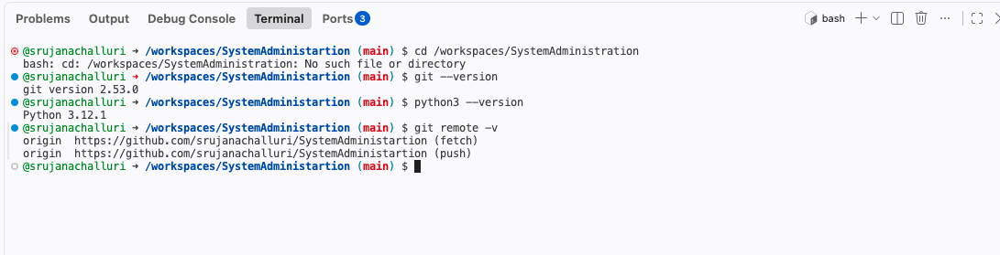 Problems Output Debug Console Terminal Ports 3 bash
@srujanachalluri → /workspaces/SystemAdministartion (main) $ cd /workspaces/SystemAdministration
bash: cd: /workspaces/SystemAdministration: No such file or directory
@srujanachalluri → /workspaces/SystemAdministartion (main) $ git --version
git version 2.53.0
@srujanachalluri → /workspaces/SystemAdministartion (main) $ python3 --version
Python 3.12.1
@srujanachalluri → /workspaces/SystemAdministartion (main) $ git remote -v
origin  https://github.com/srujanachalluri/SystemAdministartion (fetch)
origin  https://github.com/srujanachalluri/SystemAdministartion (push)
@srujanachalluri → /workspaces/SystemAdministartion (main) $